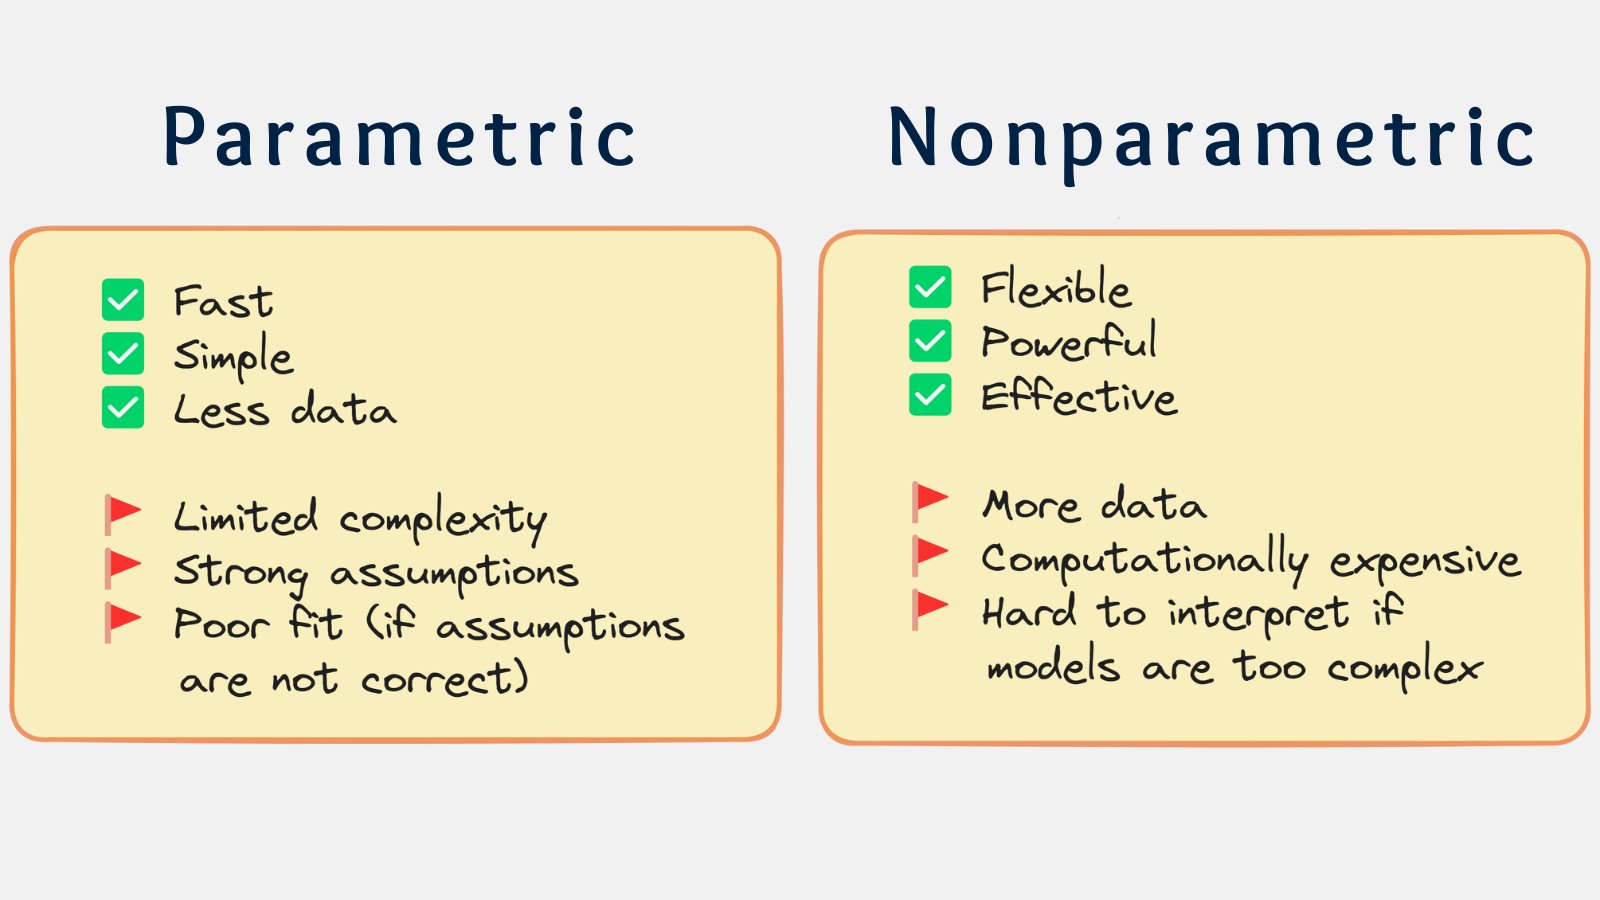 Parametric
Fast
Simple
Less data
Limited complexity
Strong assumptions
Poor fit (if assumptions
are not correct)
Nonparametric
Flexible
Powerful
Effective
More data
Computationally expensive
Hard to interpret if
models are too complex